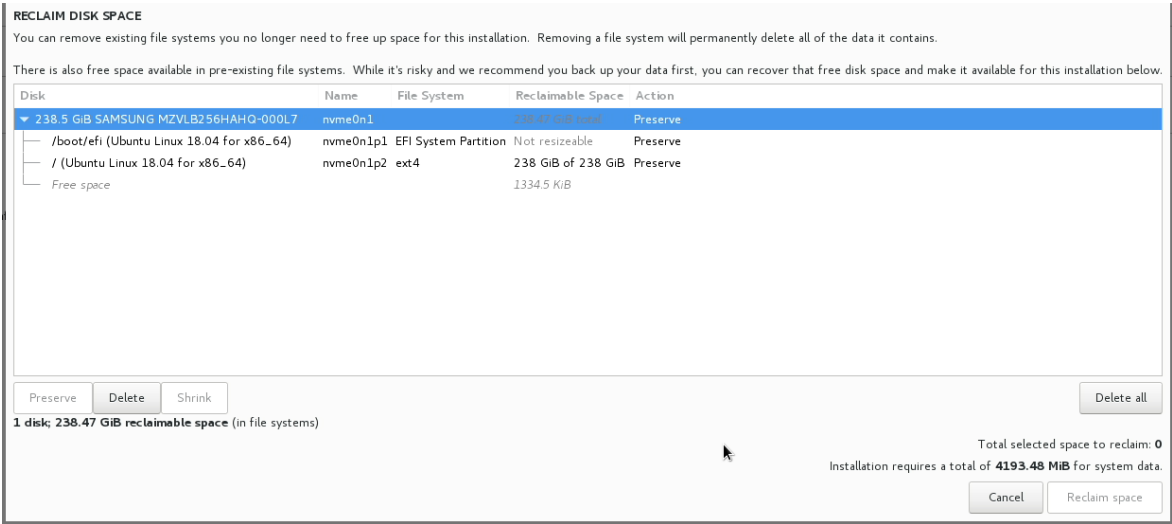 RECLAIM DISK SPACE
You can remove existing file systems you no longer need to free up space for this installation.  Removing a file system will permanently delete all of the data it contains.
There is also free space available in pre-existing file systems.  While it's risky and we recommend you back up your data first, you can recover that free disk space and make it available for this installation below.
Disk Name File System Reclaimable Space Action
238.5 GiB SAMSUNG MZVLB256HAHQ-000L7 nvme0n1 238.47 GiB total Preserve
/boot/efi (Ubuntu Linux 18.04 for x86_64) nvme0n1p1 EFI System Partition Not resizeable Preserve
/ (Ubuntu Linux 18.04 for x86_64) nvme0n1p2 ext4 238 GiB of 238 GiB Preserve
Free space 1334.5 KiB
Preserve Delete Shrink Delete all
1 disk; 238.47 GiB reclaimable space (in file systems)
Total selected space to reclaim: 0
Installation requires a total of 4193.48 MiB for system data.
Cancel Reclaim space